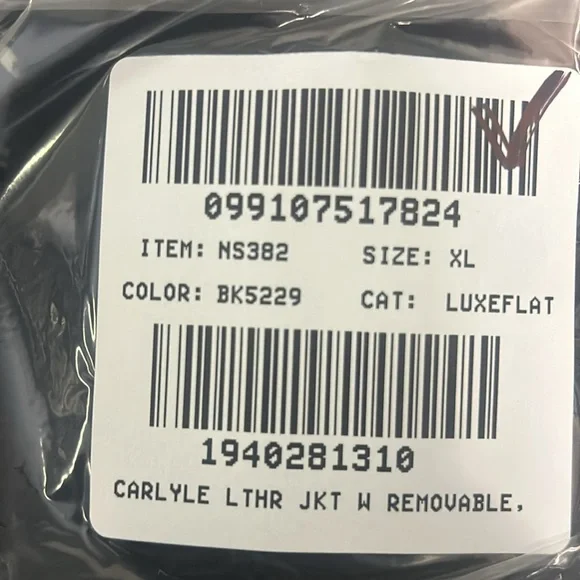 099107517824
ITEM: NS382 SIZE: XL
COLOR: BK5229 CAT: LUXEFLAT
1940281310
CARLYLE LTHR JKT W REMOVABLE,